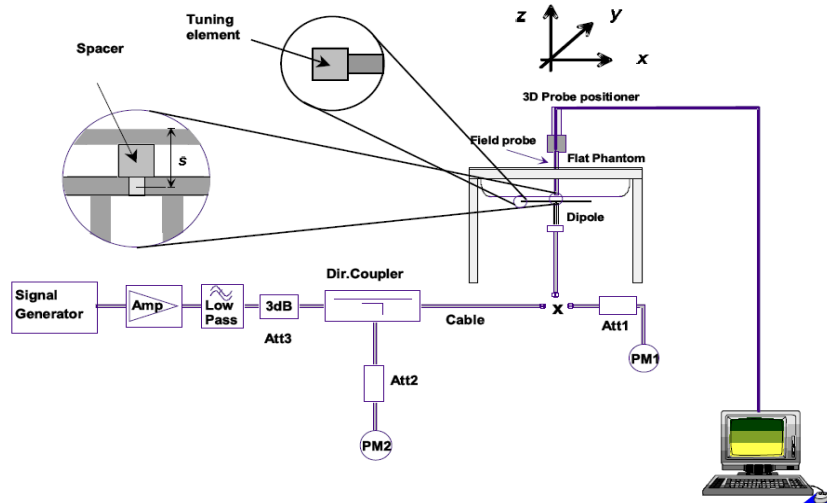 Tuning
element
Spacer
s
z
y
x
3D Probe positioner
Field probe
Flat Phantom
Dipole
Signal
Generator
Amp
Low
Pass
3dB
Att3
Dir.Coupler
Cable
x
Att1
PM1
Att2
PM2